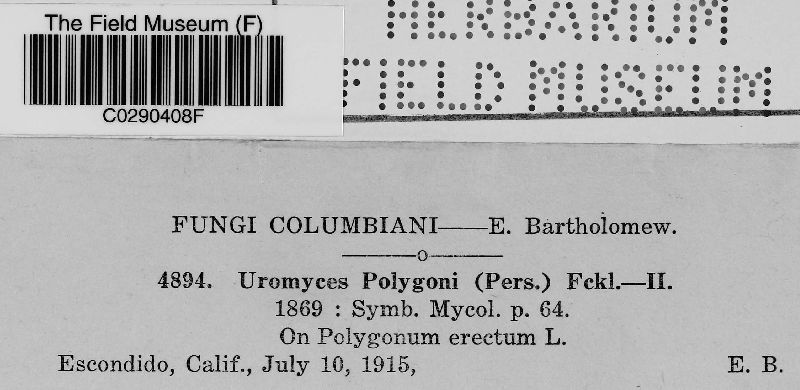 The Field Museum (F)
C0290408F
HERBARIUM
FIELD MUSEUM
FUNGI COLUMBIANI——E. Bartholomew.
4894. Uromyces Polygoni (Pers.) Fckl.—II.
1869 : Symb. Mycol. p. 64.
On Polygonum erectum L.
Escondido, Calif., July 10, 1915, E. B.